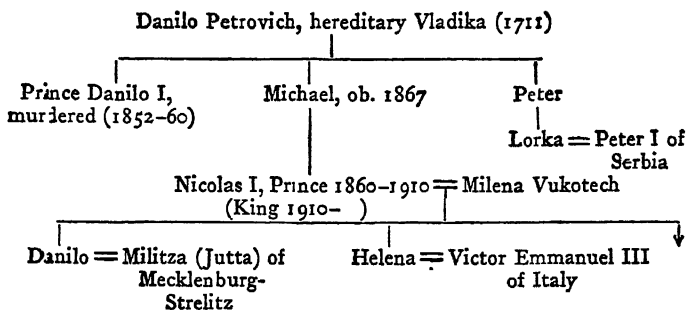 Danilo Petrovich, hereditary Vladika (1711)
Prince Danilo I,
murdered (1852–60)
Michael, ob. 1867
Peter
Lorka = Peter I of
Serbia
Nicolas I, Prince 1860–1910 = Milena Vukotech
(King 1910– )
Danilo = Militza (Jutta) of
Mecklenburg-
Strelitz
Helena = Victor Emmanuel III
of Italy